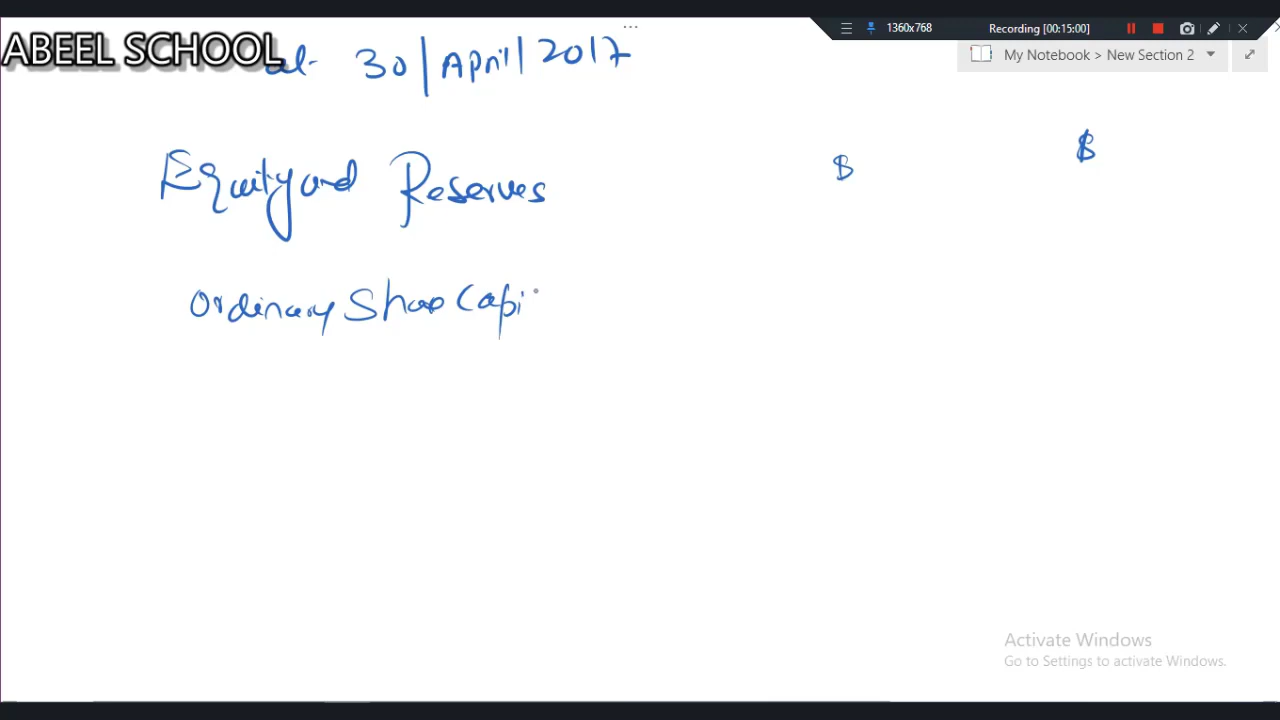 ABEEL SCHOOL
1360x768 Recording [00:15:00]
My Notebook > New Section 2
at 30/April/2017
$ $
Equity and Reserves
Ordinary Share Capi
Activate Windows
Go to Settings to activate Windows.